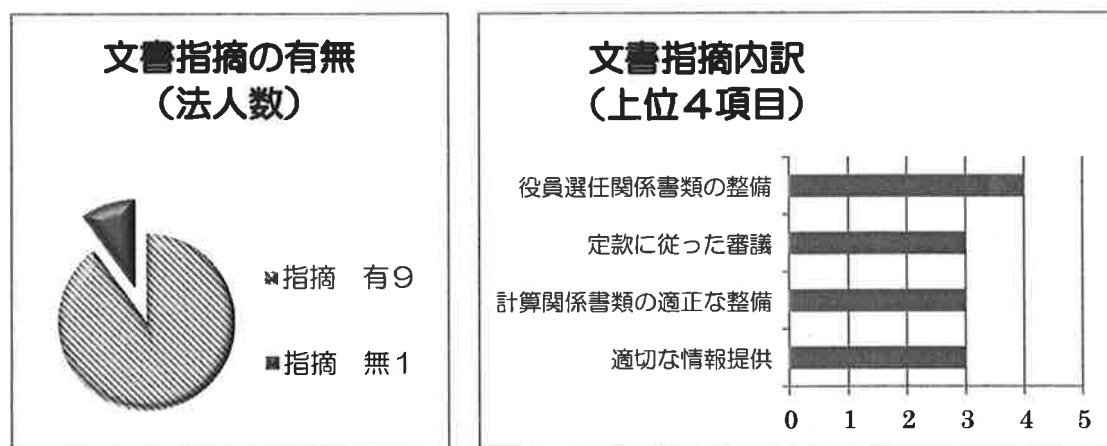 文書指摘の有無
（法人数）
指摘　有９
指摘　無１
文書指摘内訳
（上位４項目）
役員選任関係書類の整備
定款に従った審議
計算関係書類の適正な整備
適切な情報提供
0 1 2 3 4 5